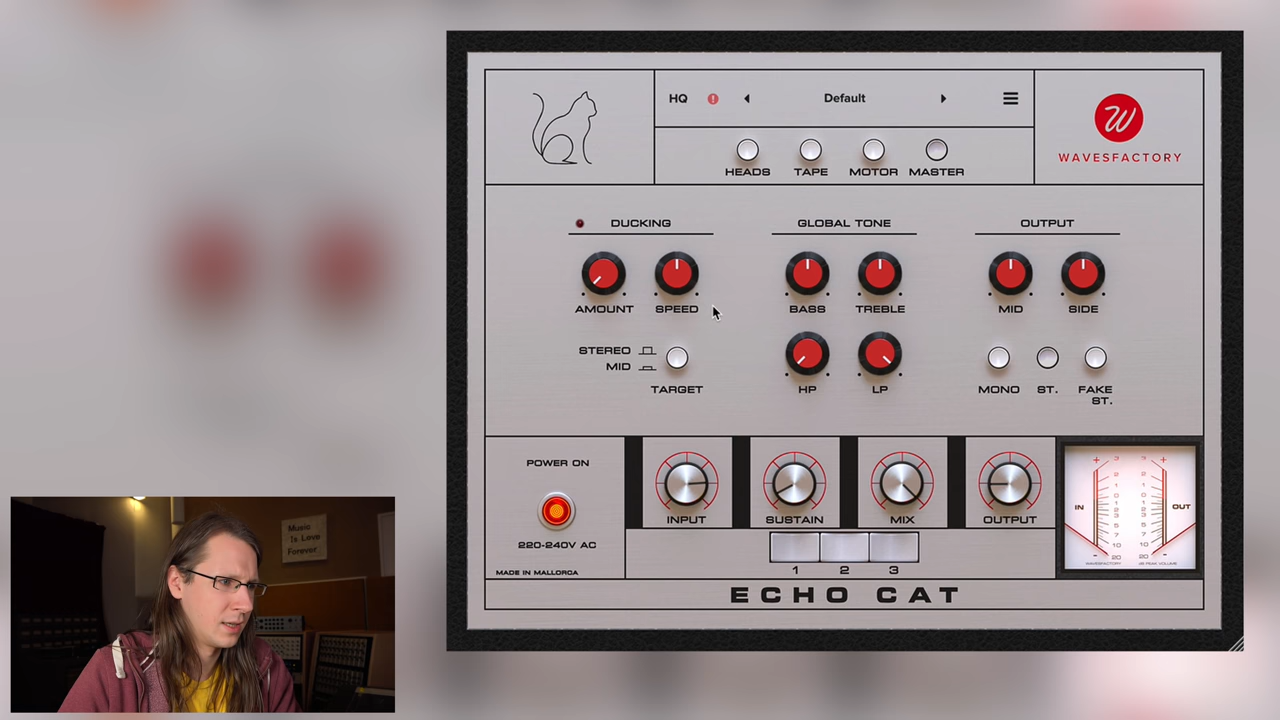 HQ
Default
WAVESFACTORY
HEADS TAPE MOTOR MASTER
DUCKING GLOBAL TONE OUTPUT
AMOUNT SPEED BASS TREBLE MID SIDE
STEREO
MID
TARGET HP LP MONO ST. FAKE
ST.
POWER ON
220-240V AC
MADE IN MALLORCA
INPUT SUSTAIN MIX OUTPUT
1 2 3
IN OUT
ECHO CAT
Music
Is Love
Forever